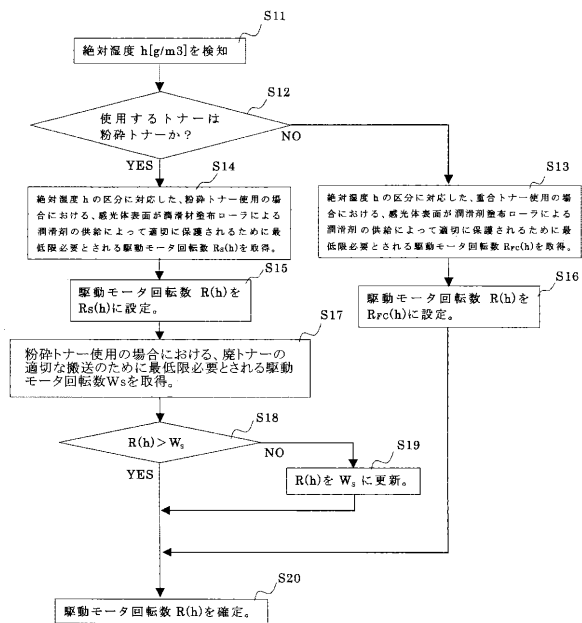 S11
絶対湿度 h[g/m3]を検知
S12
使用するトナーは
粉砕トナーか？
NO
YES
S14
絶対湿度 h の区分に対応した、粉砕トナー使用の場
合における、感光体表面が潤滑材塗布ローラによる
潤滑剤の供給によって適切に保護されるために最
低限必要とされる駆動モータ回転数 Rs(h)を取得。
S13
絶対湿度 h の区分に対応した、重合トナー使用の場
合における、感光体表面が潤滑剤塗布ローラによる
潤滑剤の供給によって適切に保護されるために最
低限必要とされる駆動モータ回転数 RFC(h)を取得。
S15
駆動モータ回転数 R(h)を
Rs(h)に設定。
S16
駆動モータ回転数 R(h)を
RFC(h)に設定。
S17
粉砕トナー使用の場合における、廃トナーの
適切な搬送のために最低限必要とされる駆動
モータ回転数Wsを取得。
S18
R(h)＞Ws
NO
YES
S19
R(h)を Ws に更新。
S20
駆動モータ回転数 R(h)を確定。